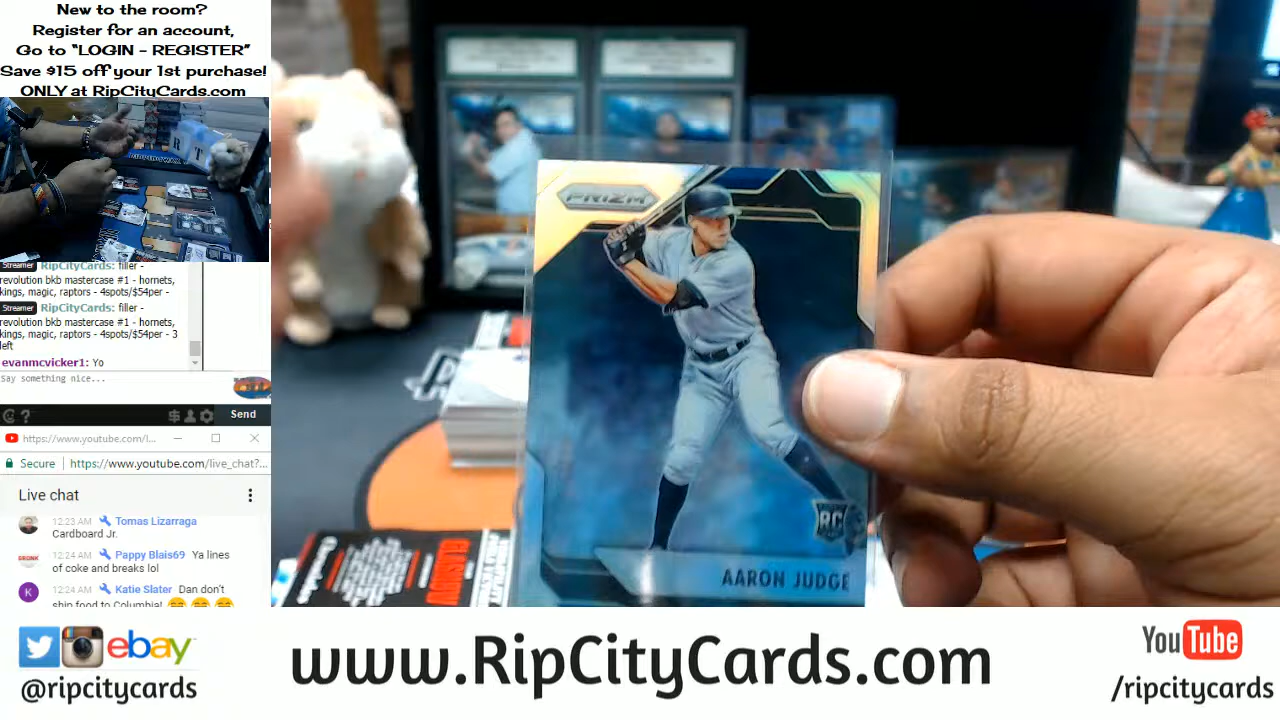 New to the room?
Register for an account,
Go to "LOGIN - REGISTER"
Save $15 off your 1st purchase!
ONLY at RipCityCards.com
R T
Streamer RipCityCards: filler -
revolution bkb mastercase #1 - hornets,
kings, magic, raptors - 4spots/$54per -
Streamer RipCityCards: filler -
revolution bkb mastercase #1 - hornets,
kings, magic, raptors - 4spots/$54per - 3
left
evanmcvicker1: Yo
Say something nice...
Send
https://www.youtube.com/l...
Secure https://www.youtube.com/live_chat?...
Live chat
12:23 AM Tomas Lizarraga
Cardboard Jr.
12:24 AM Pappy Blais69 Ya lines
of coke and breaks lol
12:24 AM Katie Slater Dan don't
ship food to Columbia!
PRIZM
RC
AARON JUDGE
ebay
@ripcitycards
www.RipCityCards.com
YouTube
/ripcitycards